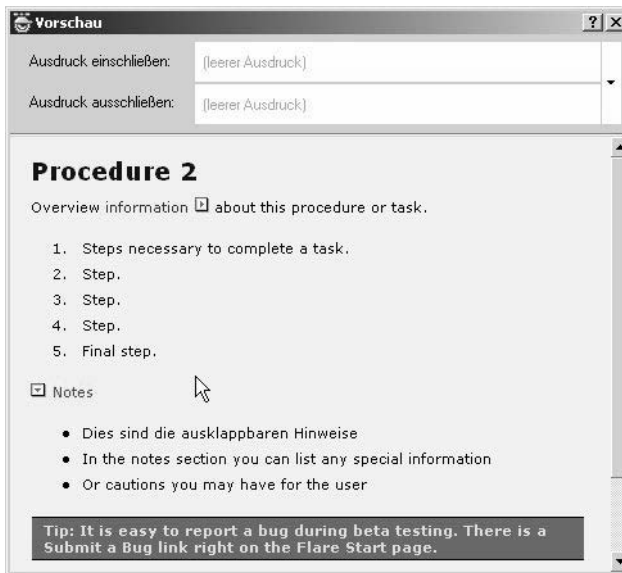 Vorschau
Ausdruck einschließen: (leerer Ausdruck)
Ausdruck ausschließen: (leerer Ausdruck)
Procedure 2
Overview information about this procedure or task.
1. Steps necessary to complete a task.
2. Step.
3. Step.
4. Step.
5. Final step.
Notes
• Dies sind die ausklappbaren Hinweise
• In the notes section you can list any special information
• Or cautions you may have for the user
Tip: It is easy to report a bug during beta testing. There is a
Submit a Bug link right on the Flare Start page.